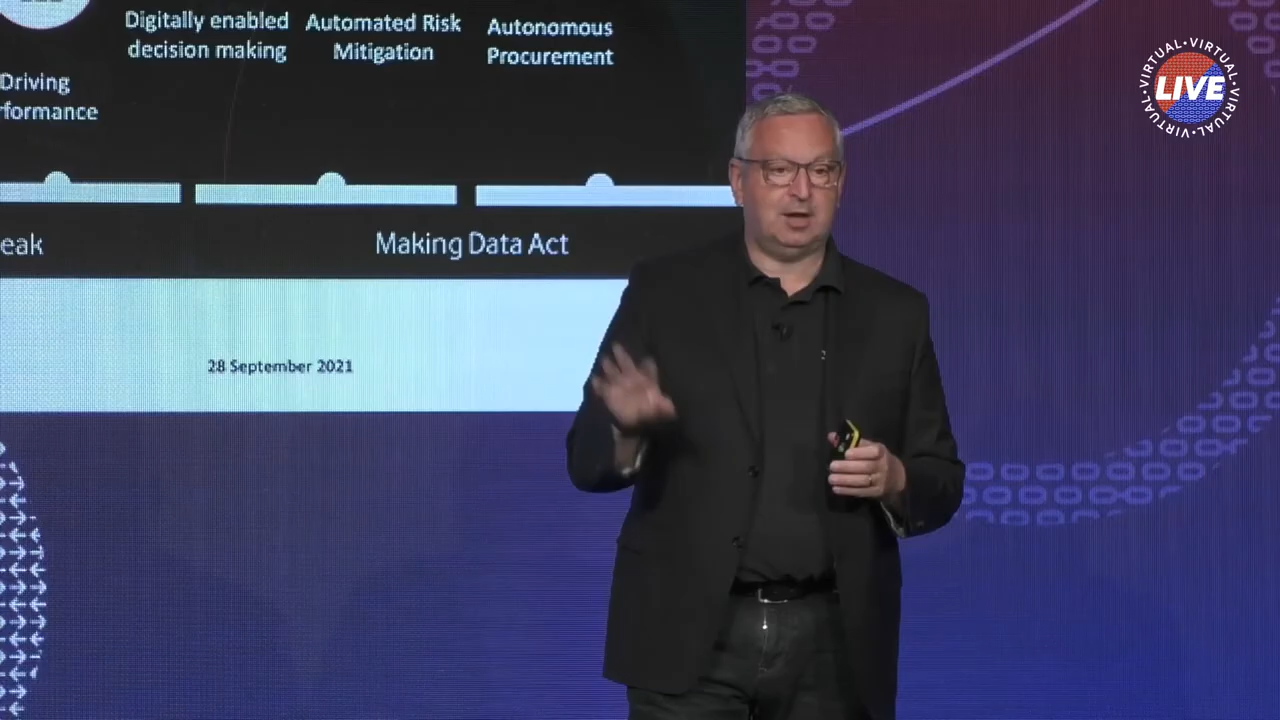 Digitally enabled
decision making
Automated Risk
Mitigation
Autonomous
Procurement
Driving
rformance
eak
Making Data Act
28 September 2021
VIRTUAL·VIRTUAL·VIRTUAL·VIRTUAL·
LIVE